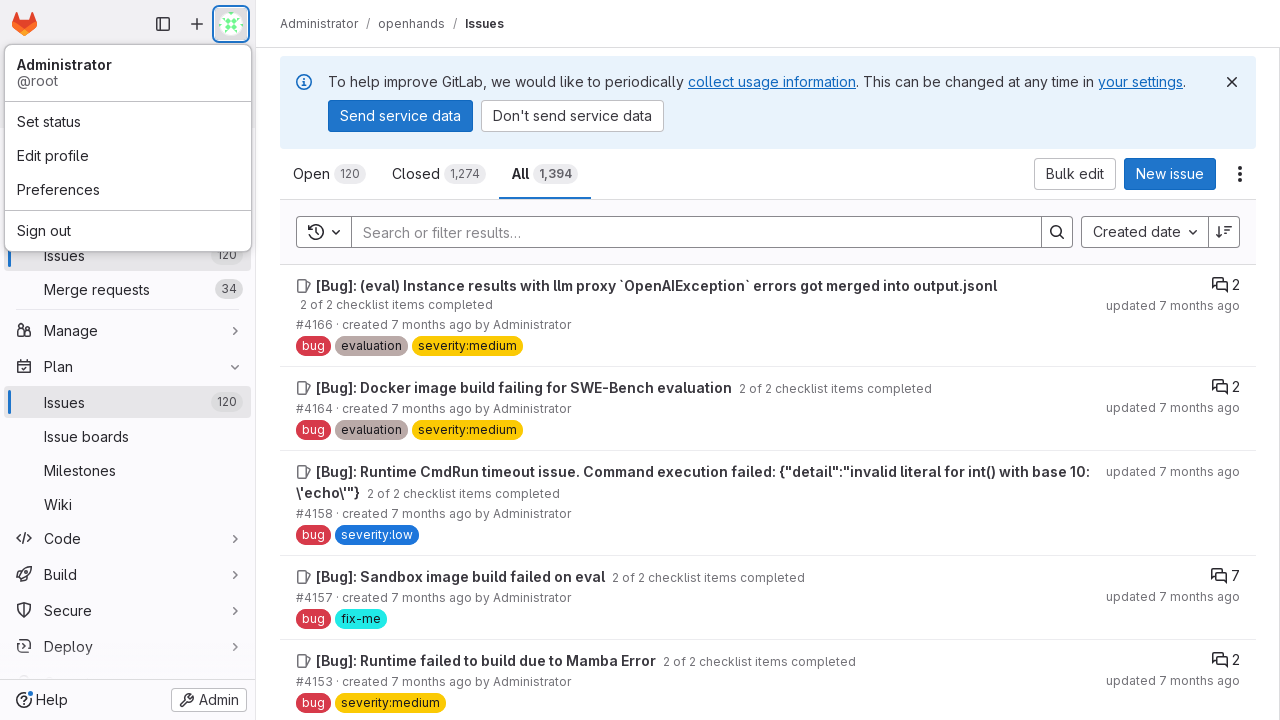 Administrator / openhands / Issues
Administrator
@root
Set status
Edit profile
Preferences
Sign out
Issues 120
Merge requests 34
Manage
Plan
Issues 120
Issue boards
Milestones
Wiki
Code
Build
Secure
Deploy
Help
Admin
To help improve GitLab, we would like to periodically collect usage information. This can be changed at any time in your settings.
Send service data
Don't send service data
Open 120
Closed 1,274
All 1,394
Bulk edit
New issue
Search or filter results…
Created date
[Bug]: (eval) Instance results with llm proxy `OpenAIException` errors got merged into output.jsonl
2 of 2 checklist items completed
#4166 · created 7 months ago by Administrator
bug evaluation severity:medium
2
updated 7 months ago
[Bug]: Docker image build failing for SWE-Bench evaluation 2 of 2 checklist items completed
#4164 · created 7 months ago by Administrator
bug evaluation severity:medium
2
updated 7 months ago
[Bug]: Runtime CmdRun timeout issue. Command execution failed: {"detail":"invalid literal for int() with base 10:
\'echo\'"} 2 of 2 checklist items completed
#4158 · created 7 months ago by Administrator
bug severity:low
updated 7 months ago
[Bug]: Sandbox image build failed on eval 2 of 2 checklist items completed
#4157 · created 7 months ago by Administrator
bug fix-me
7
updated 7 months ago
[Bug]: Runtime failed to build due to Mamba Error 2 of 2 checklist items completed
#4153 · created 7 months ago by Administrator
bug severity:medium
2
updated 7 months ago